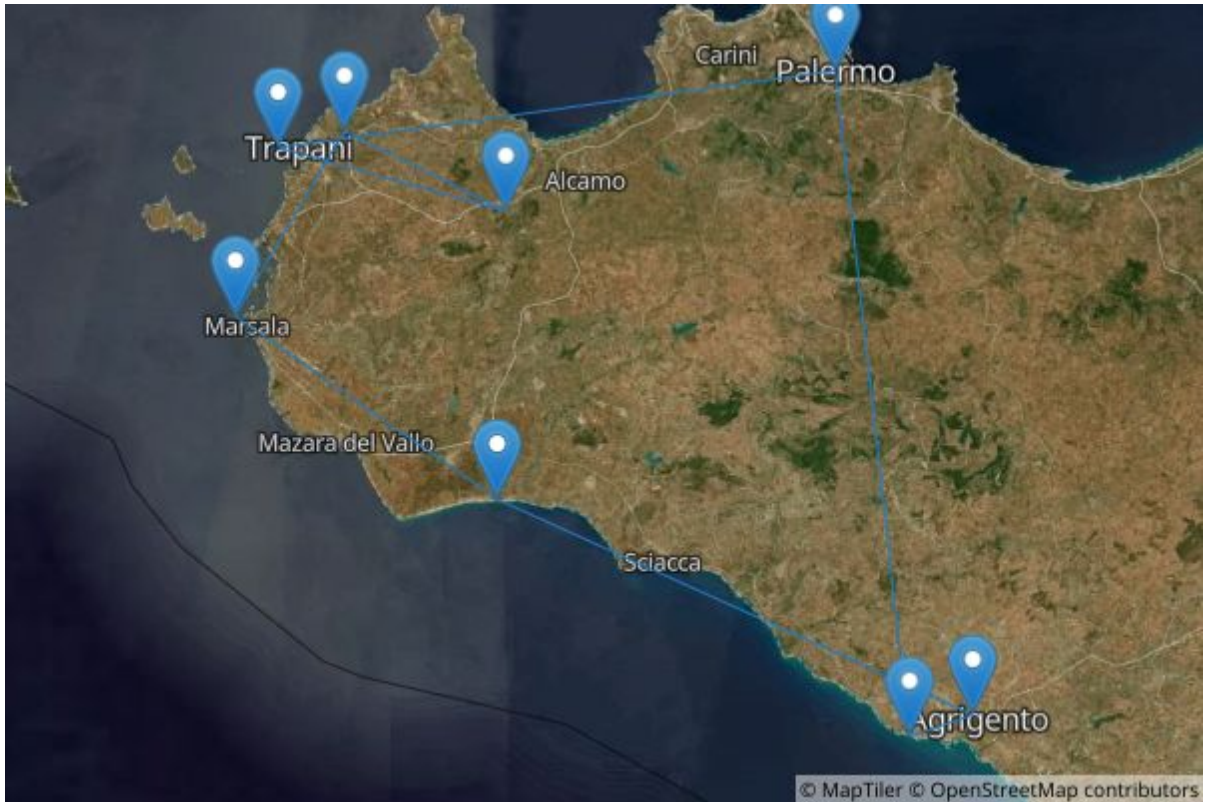 Carini
Palermo
Trapani
Alcamo
Marsala
Mazara del Vallo
Sciacca
Agrigento
© MapTiler © OpenStreetMap contributors